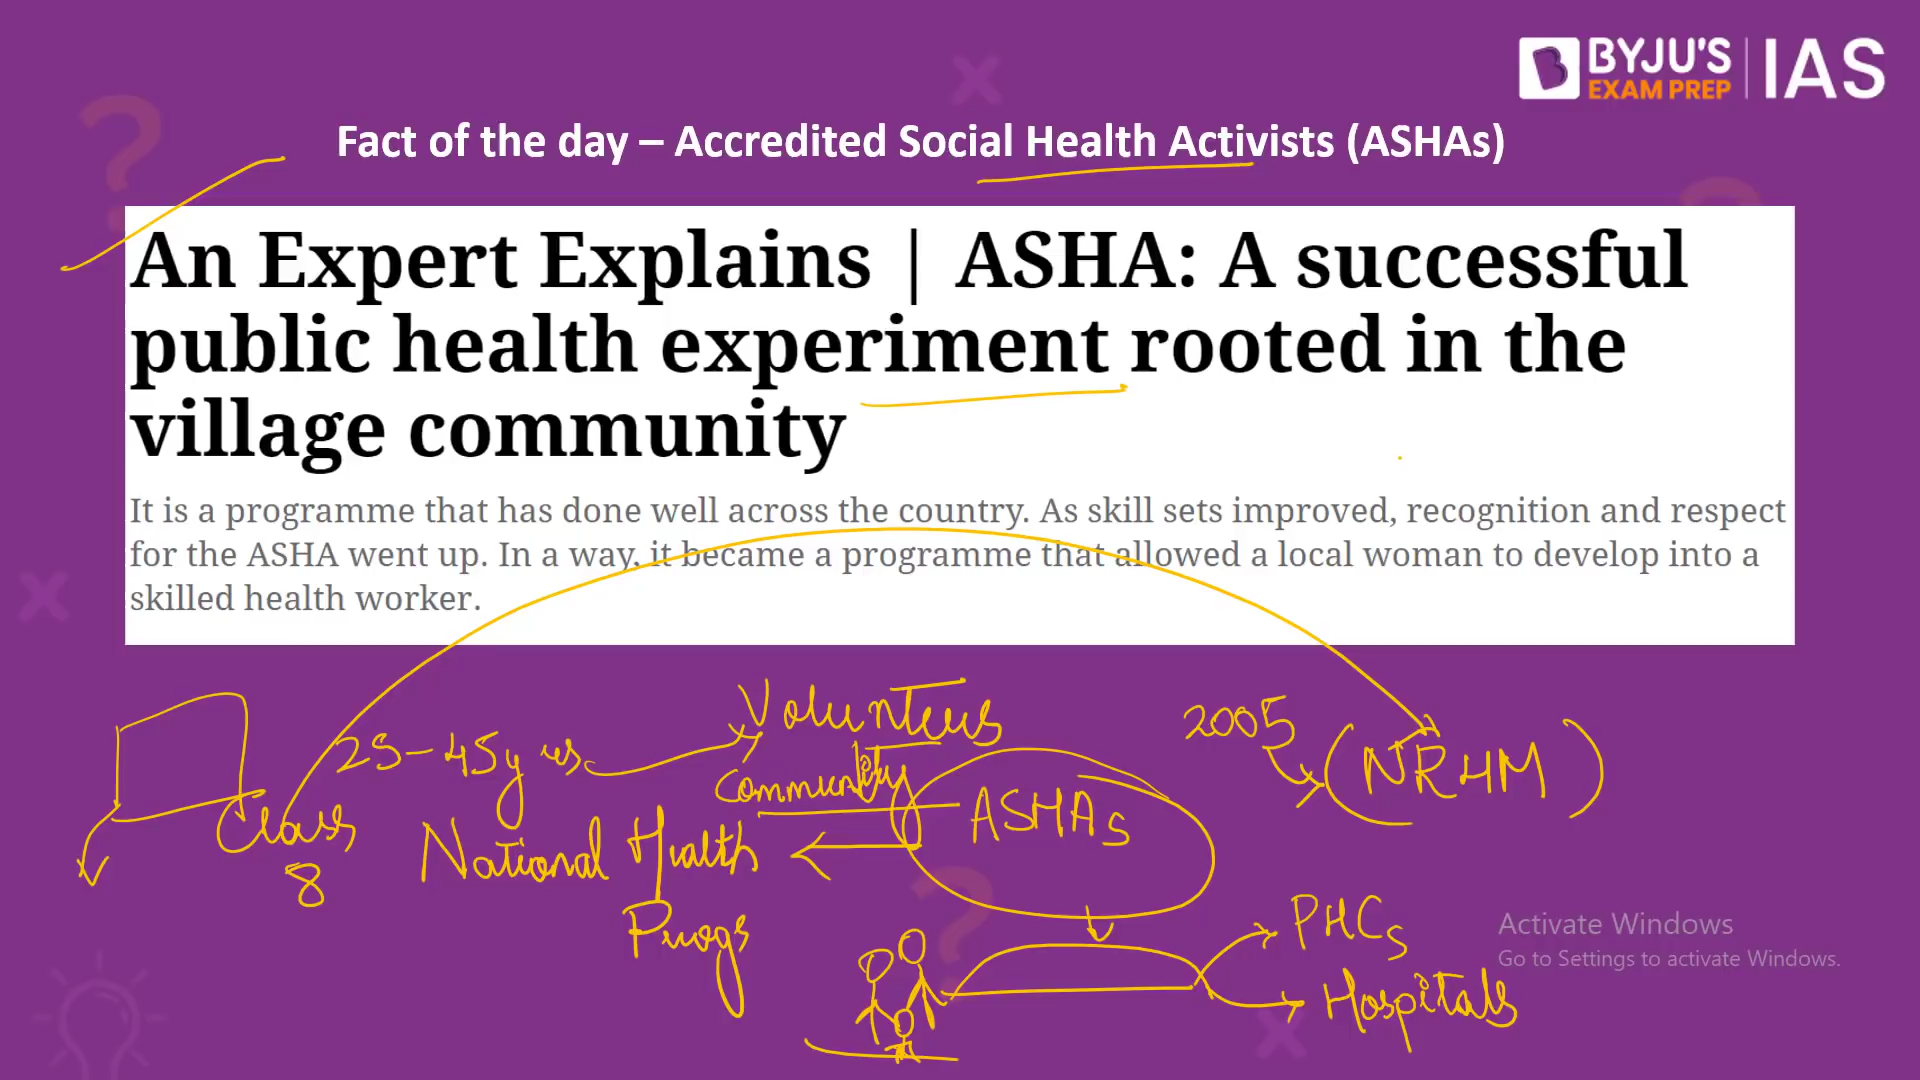 BYJU'S
EXAM PREP
IAS
Fact of the day – Accredited Social Health Activists (ASHAs)
An Expert Explains | ASHA: A successful
public health experiment rooted in the
village community
It is a programme that has done well across the country. As skill sets improved, recognition and respect
for the ASHA went up. In a way, it became a programme that allowed a local woman to develop into a
skilled health worker.
Volunteers
2005
25-45yrs
(NRHM)
Community
ASHAs
Class
8
National Health
Progs
PHCs
Hospitals
Activate Windows
Go to Settings to activate Windows.